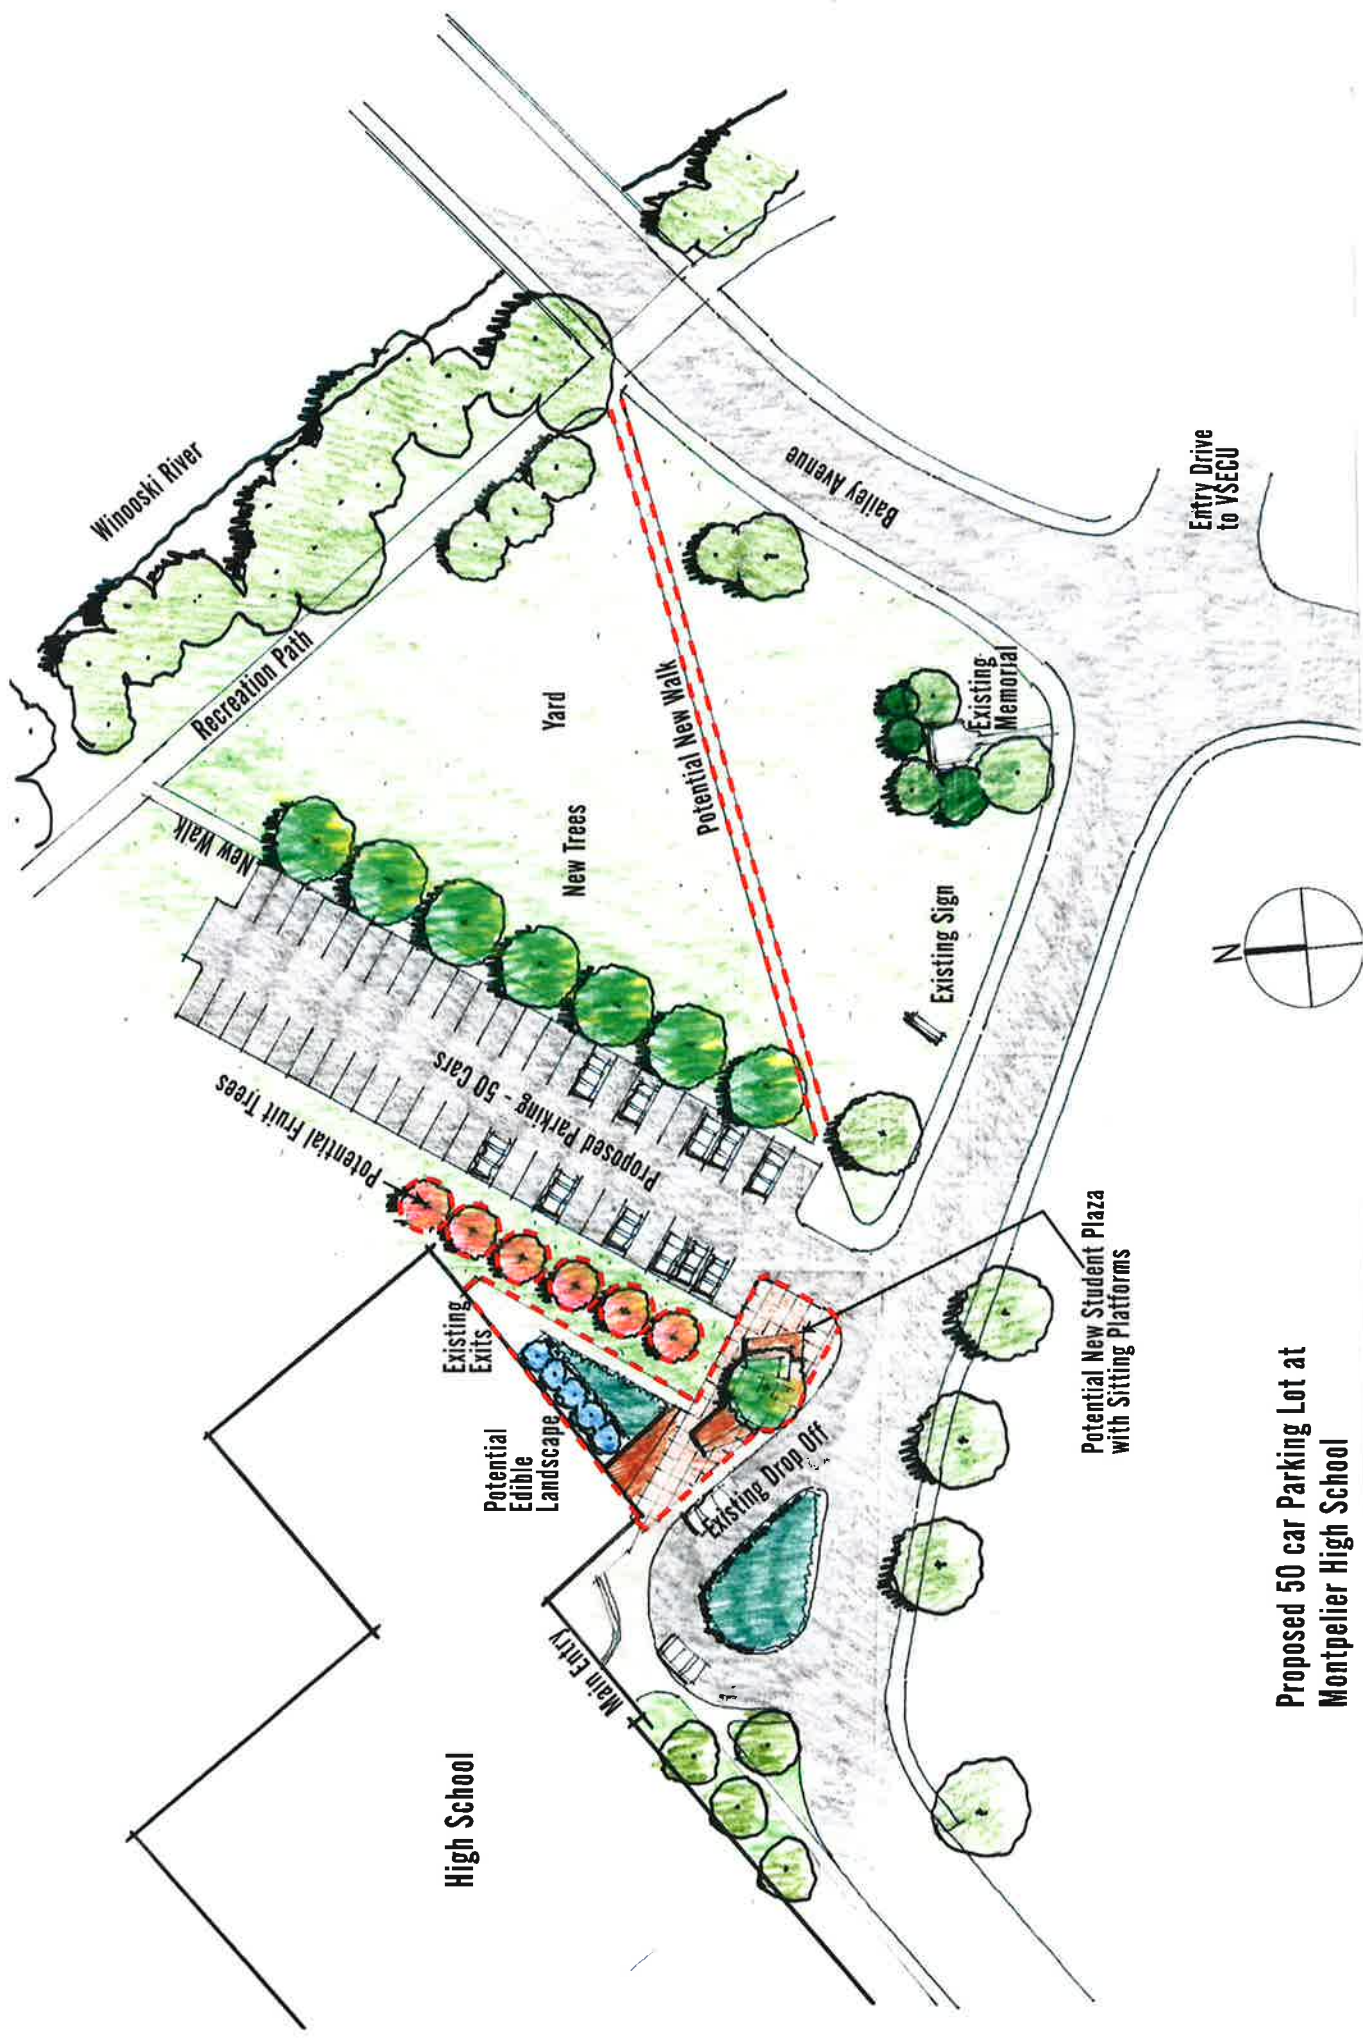 Winooski River
Recreation Path
New Walk
Yard
New Trees
Potential New Walk
Bailey Avenue
Entry Drive
to VSECU
Existing
Memorial
Existing Sign
Proposed Parking - 50 Cars
Potential Fruit Trees
Existing
Exits
Potential
Edible
Landscape
Existing Drop Off
Main Entry
High School
Potential New Student Plaza
with Sitting Platforms
N
Proposed 50 car Parking Lot at
Montpelier High School